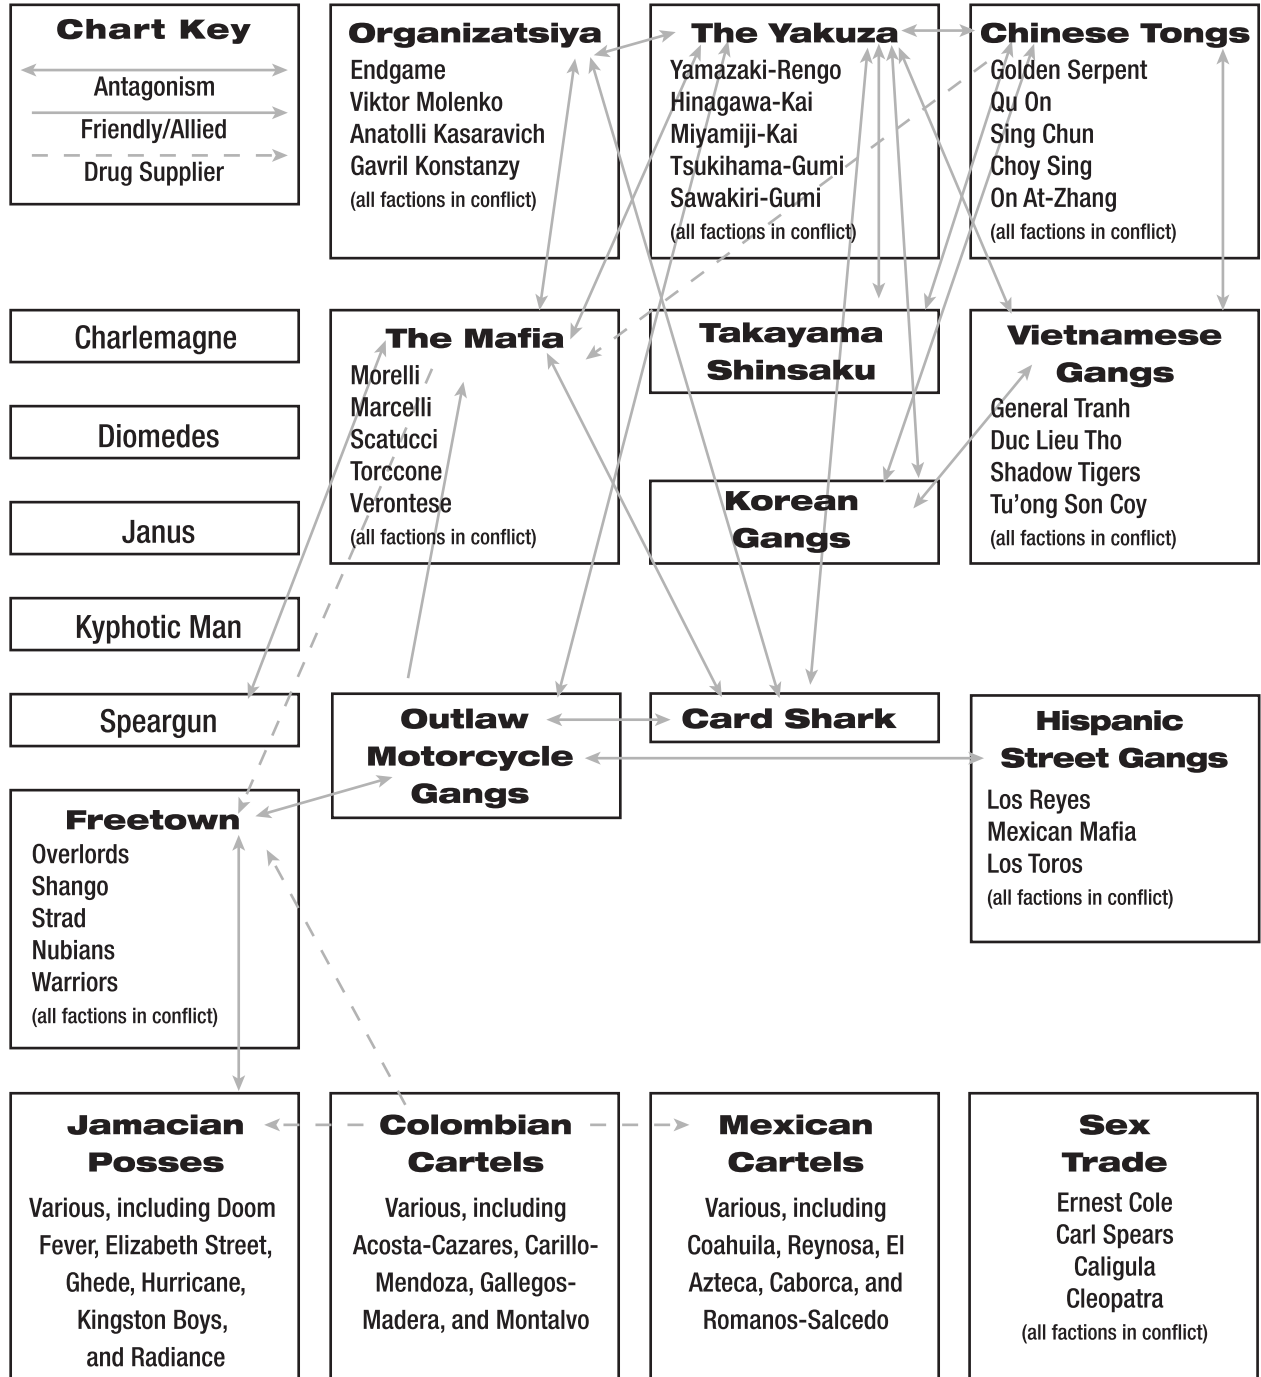 Chart Key
Antagonism
Friendly/Allied
Drug Supplier
Organizatsiya
Endgame
Viktor Molenko
Anatolli Kasaravich
Gavril Konstanzy
(all factions in conflict)
The Yakuza
Yamazaki-Rengo
Hinagawa-Kai
Miyamiji-Kai
Tsukihama-Gumi
Sawakiri-Gumi
(all factions in conflict)
Chinese Tongs
Golden Serpent
Qu On
Sing Chun
Choy Sing
On At-Zhang
(all factions in conflict)
Charlemagne
Diomedes
Janus
Kyphotic Man
Speargun
The Mafia
Morelli
Marcelli
Scatucci
Torccone
Verontese
(all factions in conflict)
Takayama
Shinsaku
Korean
Gangs
Vietnamese
Gangs
General Tranh
Duc Lieu Tho
Shadow Tigers
Tu’ong Son Coy
(all factions in conflict)
Outlaw
Motorcycle
Gangs
Card Shark
Hispanic
Street Gangs
Los Reyes
Mexican Mafia
Los Toros
(all factions in conflict)
Freetown
Overlords
Shango
Strad
Nubians
Warriors
(all factions in conflict)
Jamacian
Posses
Various, including Doom
Fever, Elizabeth Street,
Ghede, Hurricane,
Kingston Boys,
and Radiance
Colombian
Cartels
Various, including
Acosta-Cazares, Carillo-
Mendoza, Gallegos-
Madera, and Montalvo
Mexican
Cartels
Various, including
Coahuila, Reynosa, El
Azteca, Caborca, and
Romanos-Salcedo
Sex
Trade
Ernest Cole
Carl Spears
Caligula
Cleopatra
(all factions in conflict)